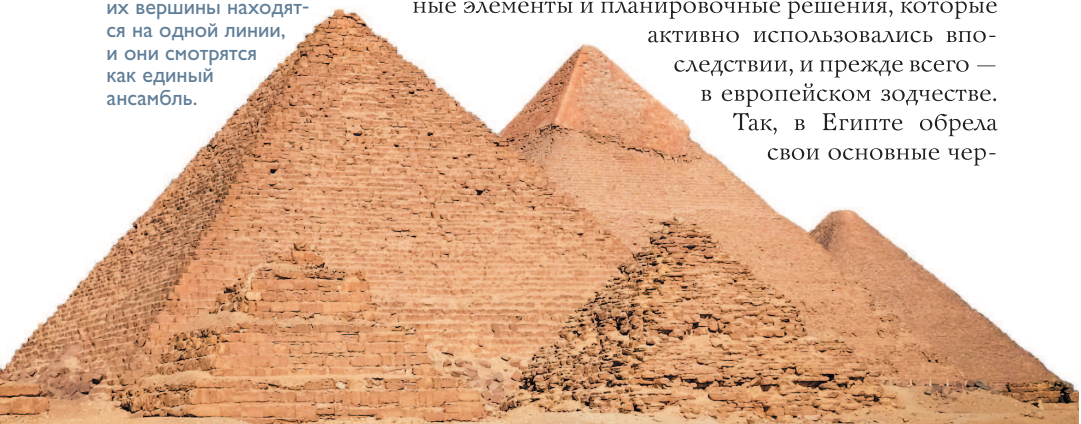 их вершины находят-
ся на одной линии,
и они смотрятся
как единый
ансамбль.
ные элементы и планировочные решения, которые
активно использовались впо-
следствии, и прежде всего —
в европейском зодчестве.
Так, в Египте обрела
свои основные чер-